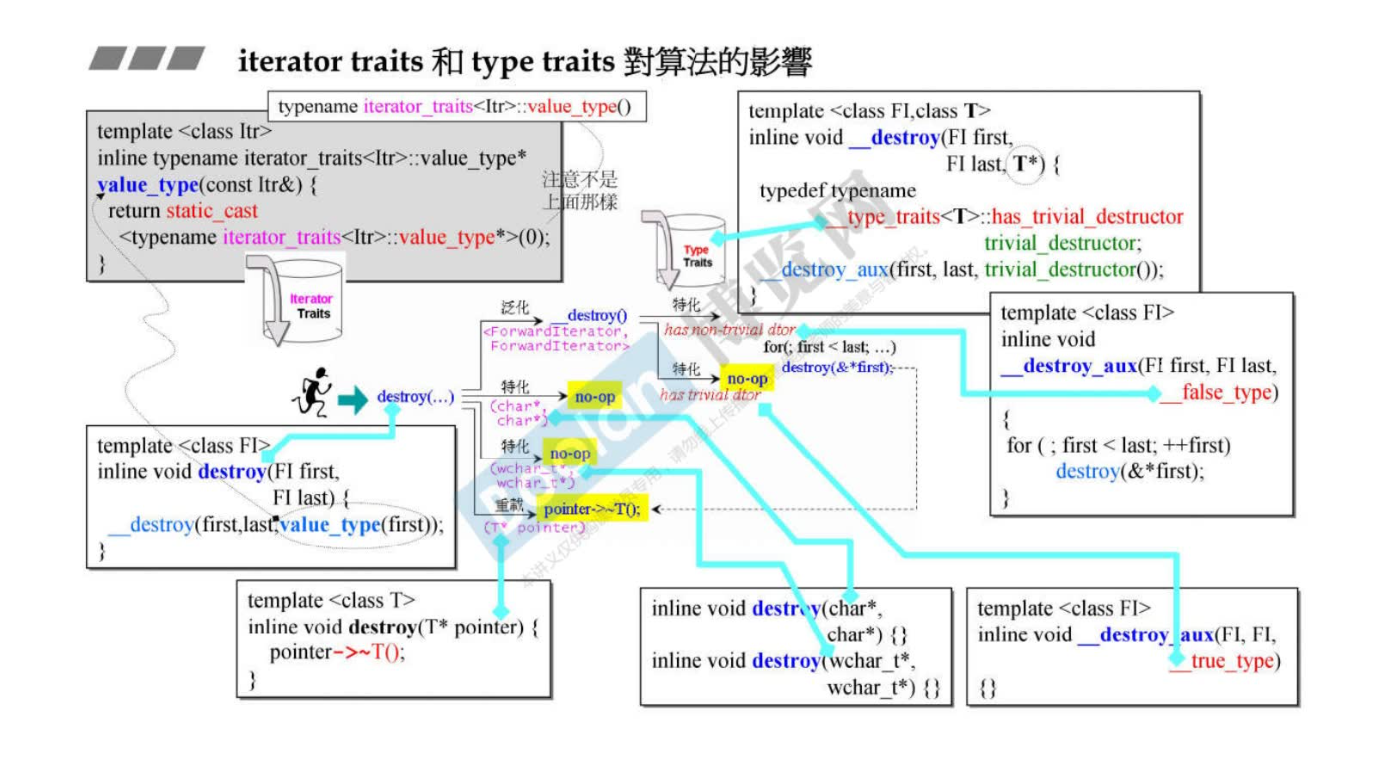 iterator traits 和 type traits 對算法的影響
typename iterator_traits<Itr>::value_type()
template <class Itr>
inline typename iterator_traits<Itr>::value_type*
value_type(const Itr&) {
return static_cast
<typename iterator_traits<Itr>::value_type*>(0);
}
注意不是
上面那樣
Iterator
Traits
template <class FI,class T>
inline void __destroy(FI first,
FI last, T*) {
typedef typename
__type_traits<T>::has_trivial_destructor
trivial_destructor;
__destroy_aux(first, last, trivial_destructor());
}
Type
Traits
destroy(…)
泛化
__destroy()
<ForwardIterator,
ForwardIterator>
特化
has non-trivial dtor
for(; first < last; …)
destroy(&*first);
特化
no-op
has trivial dtor
特化
(char*,
char*)
no-op
特化
(wchar_t*,
wchar_t*)
no-op
重載
(T* pointer)
pointer->~T();
template <class FI>
inline void
__destroy_aux(FI first, FI last,
__false_type)
{
for ( ; first < last; ++first)
destroy(&*first);
}
template <class FI>
inline void destroy(FI first,
FI last) {
__destroy(first,last,value_type(first));
}
template <class T>
inline void destroy(T* pointer) {
pointer->~T();
}
inline void destroy(char*,
char*) {}
inline void destroy(wchar_t*,
wchar_t*) {}
template <class FI>
inline void __destroy_aux(FI, FI,
__true_type)
{}
Boolan
博览网